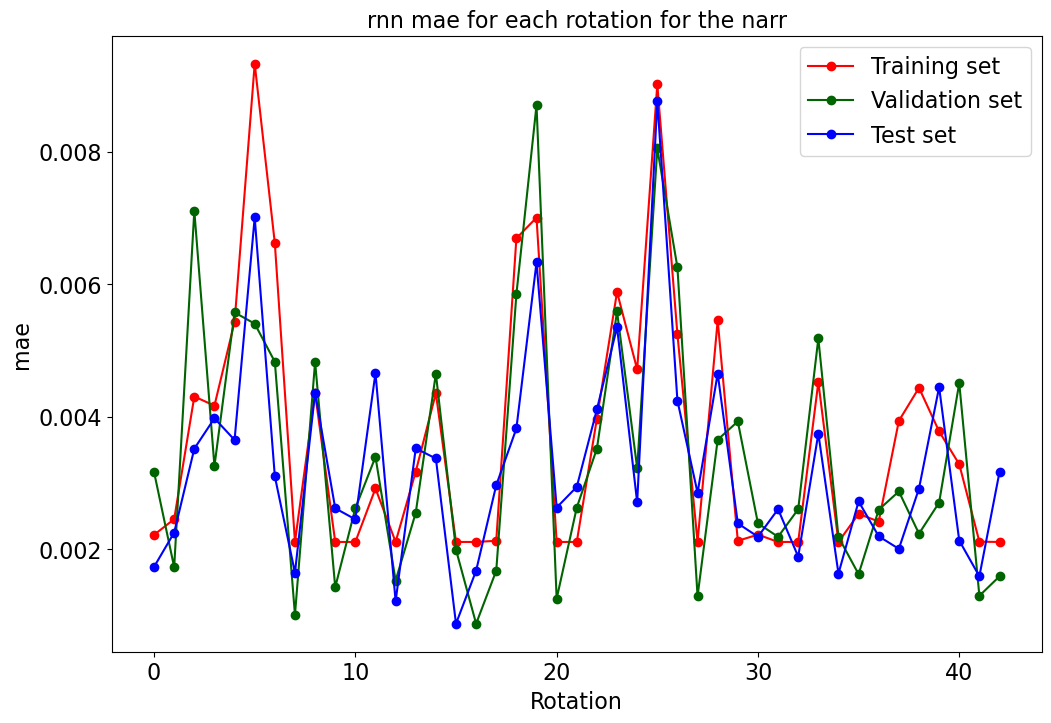 rnn mae for each rotation for the narr
Training set
Validation set
Test set
0.008
0.006
0.004
0.002
mae
0 10 20 30 40
Rotation